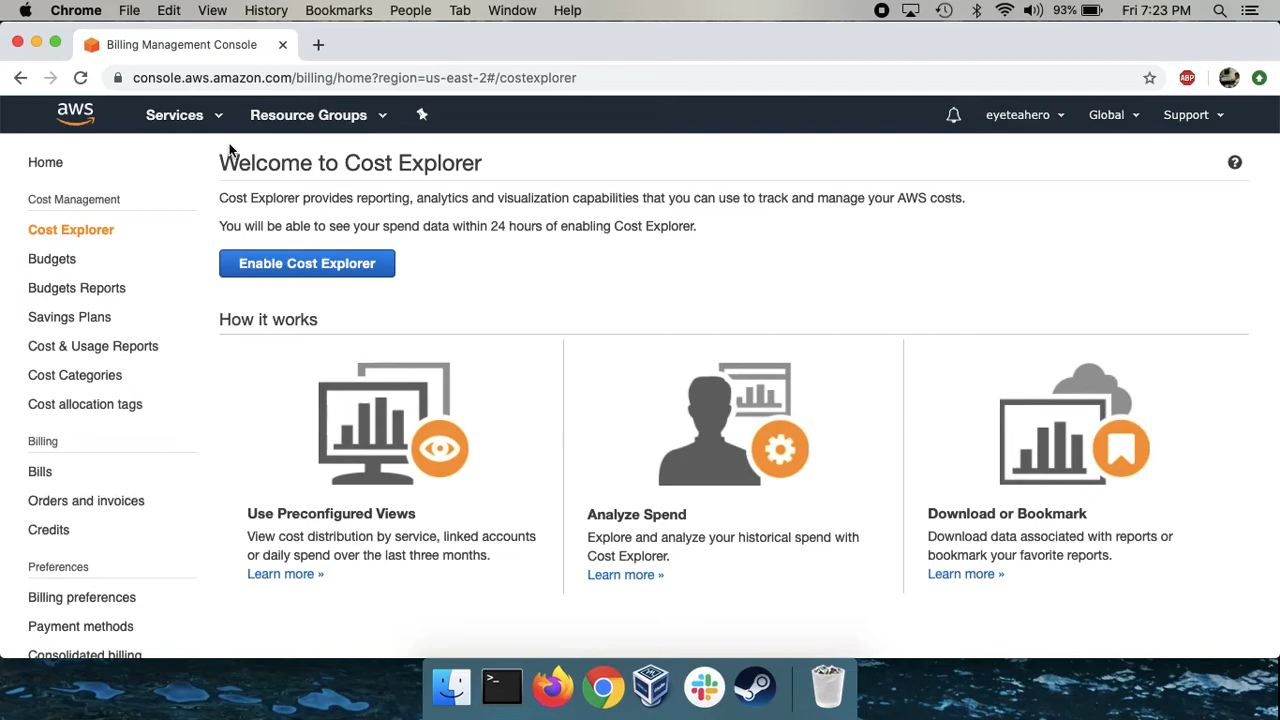 Chrome File Edit View History Bookmarks People Tab Window Help 93% Fri 7:23 PM
Billing Management Console
console.aws.amazon.com/billing/home?region=us-east-2#/costexplorer
ABP
aws Services Resource Groups eyeteahero Global Support
Home
Cost Management
Cost Explorer
Budgets
Budgets Reports
Savings Plans
Cost & Usage Reports
Cost Categories
Cost allocation tags
Billing
Bills
Orders and invoices
Credits
Preferences
Billing preferences
Payment methods
Consolidated billing
Welcome to Cost Explorer
Cost Explorer provides reporting, analytics and visualization capabilities that you can use to track and manage your AWS costs.
You will be able to see your spend data within 24 hours of enabling Cost Explorer.
Enable Cost Explorer
How it works
Use Preconfigured Views
View cost distribution by service, linked accounts
or daily spend over the last three months.
Learn more »
Analyze Spend
Explore and analyze your historical spend with
Cost Explorer.
Learn more »
Download or Bookmark
Download data associated with reports or
bookmark your favorite reports.
Learn more »